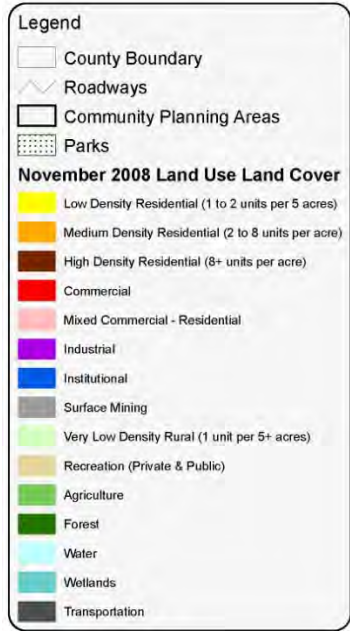 Legend
County Boundary
Roadways
Community Planning Areas
Parks
November 2008 Land Use Land Cover
Low Density Residential (1 to 2 units per 5 acres)
Medium Density Residential (2 to 8 units per acre)
High Density Residential (8+ units per acre)
Commercial
Mixed Commercial - Residential
Industrial
Institutional
Surface Mining
Very Low Density Rural (1 unit per 5+ acres)
Recreation (Private & Public)
Agriculture
Forest
Water
Wetlands
Transportation